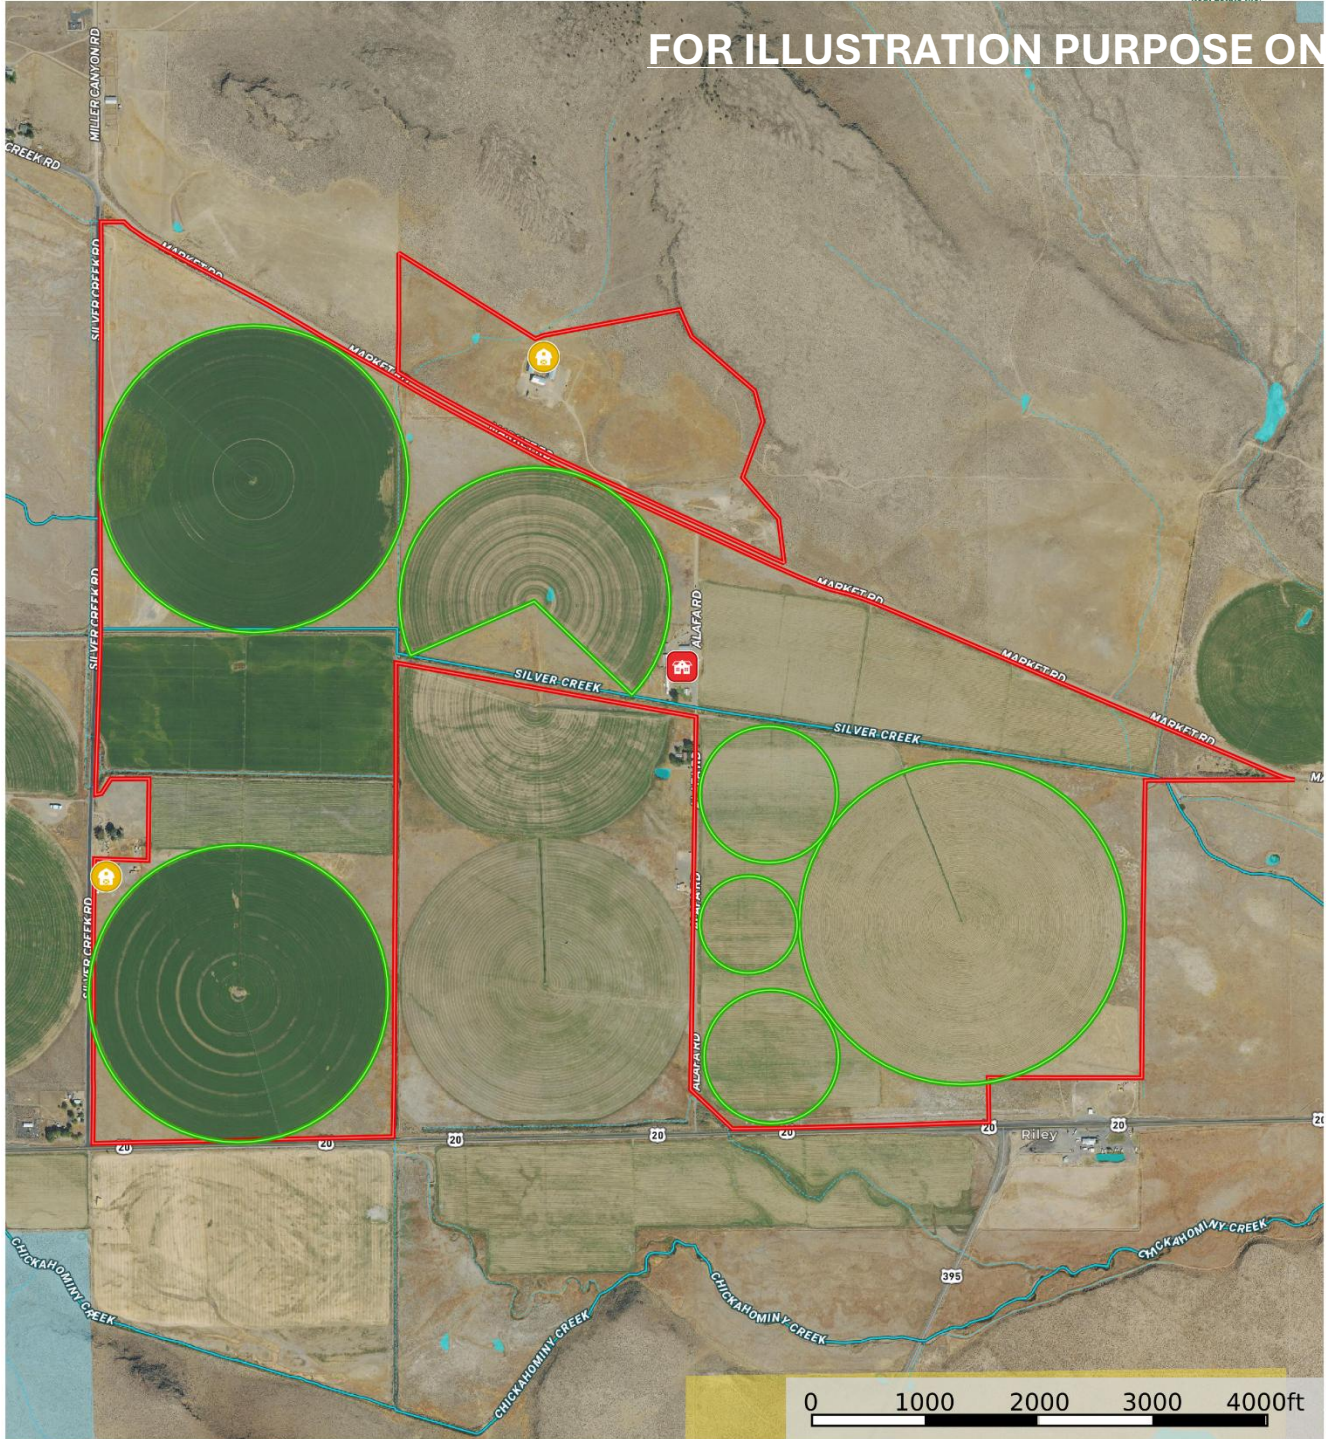 FOR ILLUSTRATION PURPOSE ON
MILLER CANYON RD
CREEK RD
SILVER CREEK RD
MARKET RD
MARKET
SILVER CREEK RD
ALAFA RD
MARKET RD
MARKET RD
MARKET RD
SILVER CREEK
SILVER CREEK
SILVER CREEK RD
ALAFA RD
20
20
20
20
20
20
20
20
Riley
395
CHICKAHOMINY CREEK
CHICKAHOMINY CREEK
CHICKAHOMINY CREEK
CHICKAHOMINY CREEK
0 1000 2000 3000 4000ft